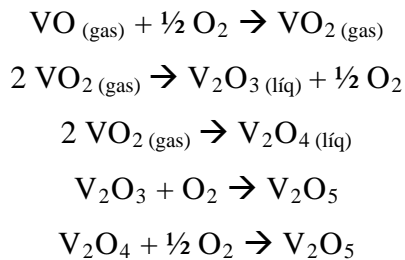 VO (gas) + ½ O2 → VO2 (gas)
2 VO2 (gas) → V2O3 (líq) + ½ O2
2 VO2 (gas) → V2O4 (líq)
V2O3 + O2 → V2O5
V2O4 + ½ O2 → V2O5